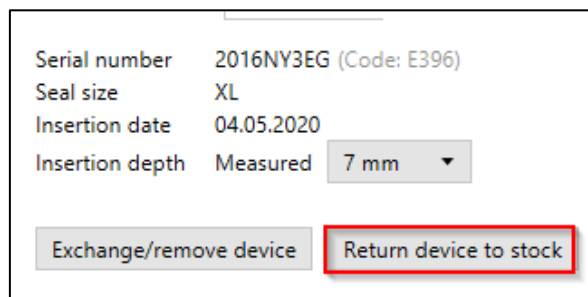 Serial number 2016NY3EG (Code: E396)
Seal size XL
Insertion date 04.05.2020
Insertion depth Measured 7 mm
Exchange/remove device Return device to stock